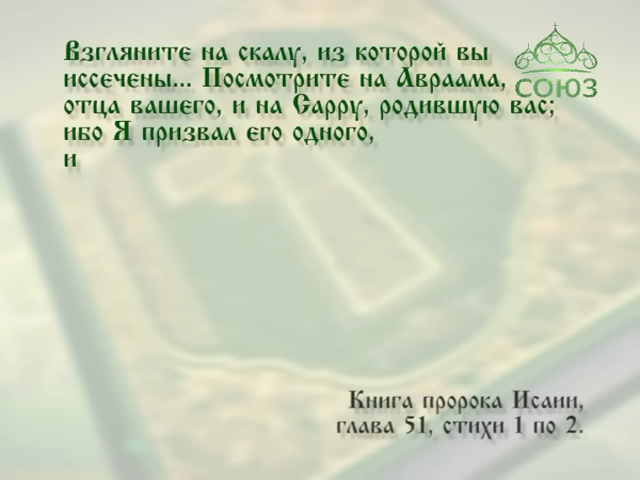 Взгляните на скалу, из которой вы
иссечены... Посмотрите на Авраама,
отца вашего, и на Сарру, родившую вас;
ибо Я призвал его одного,
и
СОЮЗ
Книга пророка Исаии,
глава 51, стихи 1 по 2.